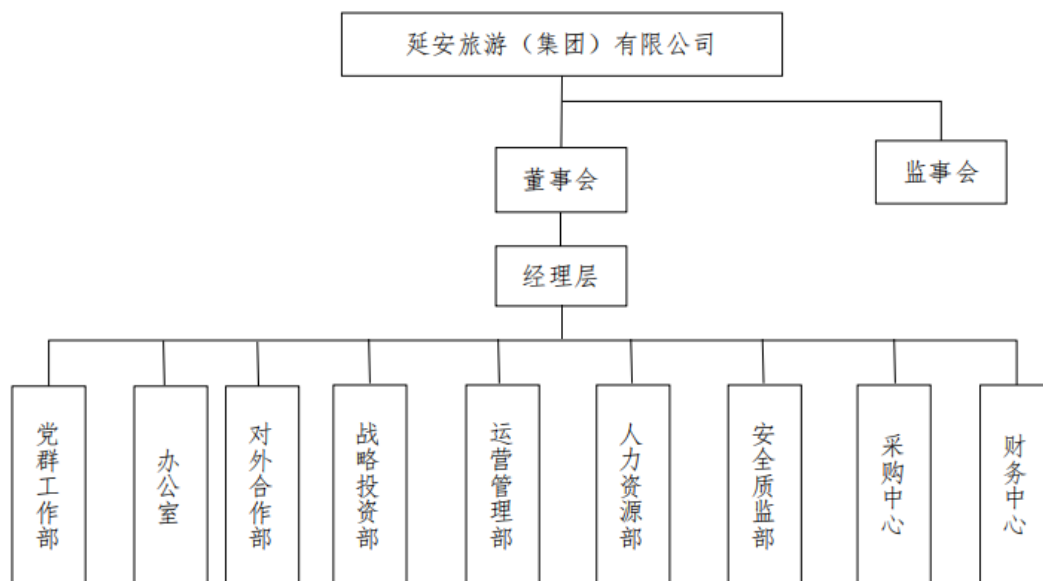 延安旅游（集团）有限公司
董事会
监事会
经理层
党群工作部
办公室
对外合作部
战略投资部
运营管理部
人力资源部
安全质监部
采购中心
财务中心